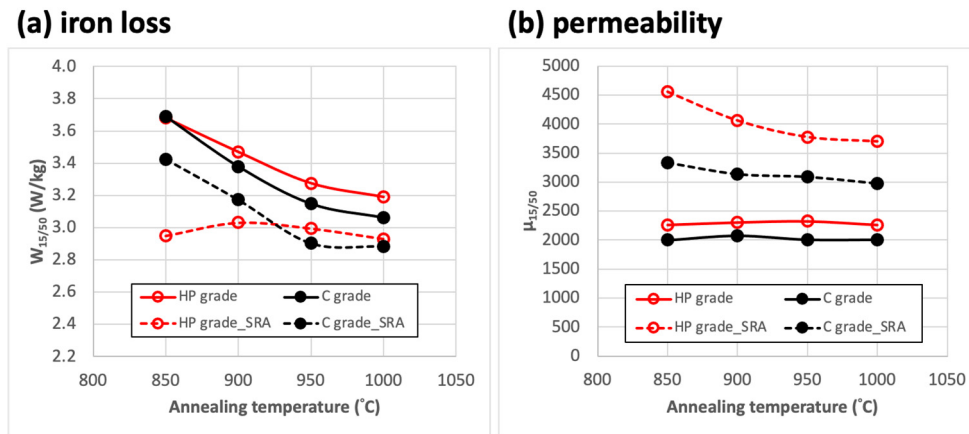 (a) iron loss
4.0
3.8
3.6
3.4
3.2
3.0
2.8
2.6
2.4
2.2
W15/50 (W/kg)
HP grade
C grade
HP grade_SRA
C grade_SRA
800 850 900 950 1000 1050
Annealing temperature (˚C)
(b) permeability
5000
4500
4000
3500
3000
2500
2000
1500
1000
500
0
μ15/50
HP grade
C grade
HP grade_SRA
C grade_SRA
800 850 900 950 1000 1050
Annealing temperature (˚C)